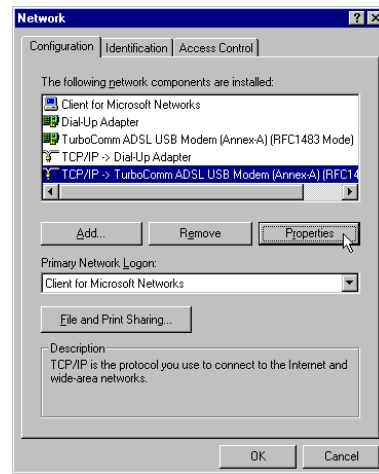 Network
Configuration Identification Access Control
The following network components are installed:
Client for Microsoft Networks
Dial-Up Adapter
TurboComm ADSL USB Modem (Annex-A) (RFC1483 Mode)
TCP/IP -> Dial-Up Adapter
TCP/IP -> TurboComm ADSL USB Modem (Annex-A) (RFC14
Add... Remove Properties
Primary Network Logon:
Client for Microsoft Networks
File and Print Sharing...
Description
TCP/IP is the protocol you use to connect to the Internet and
wide-area networks.
OK Cancel